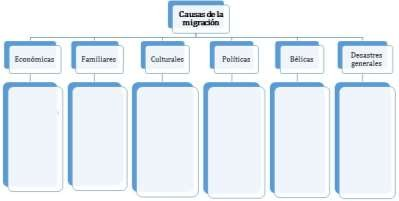 Causas de la
migración
Económicas
Familiares
Culturales
Políticas
Bélicas
Desastres
generales